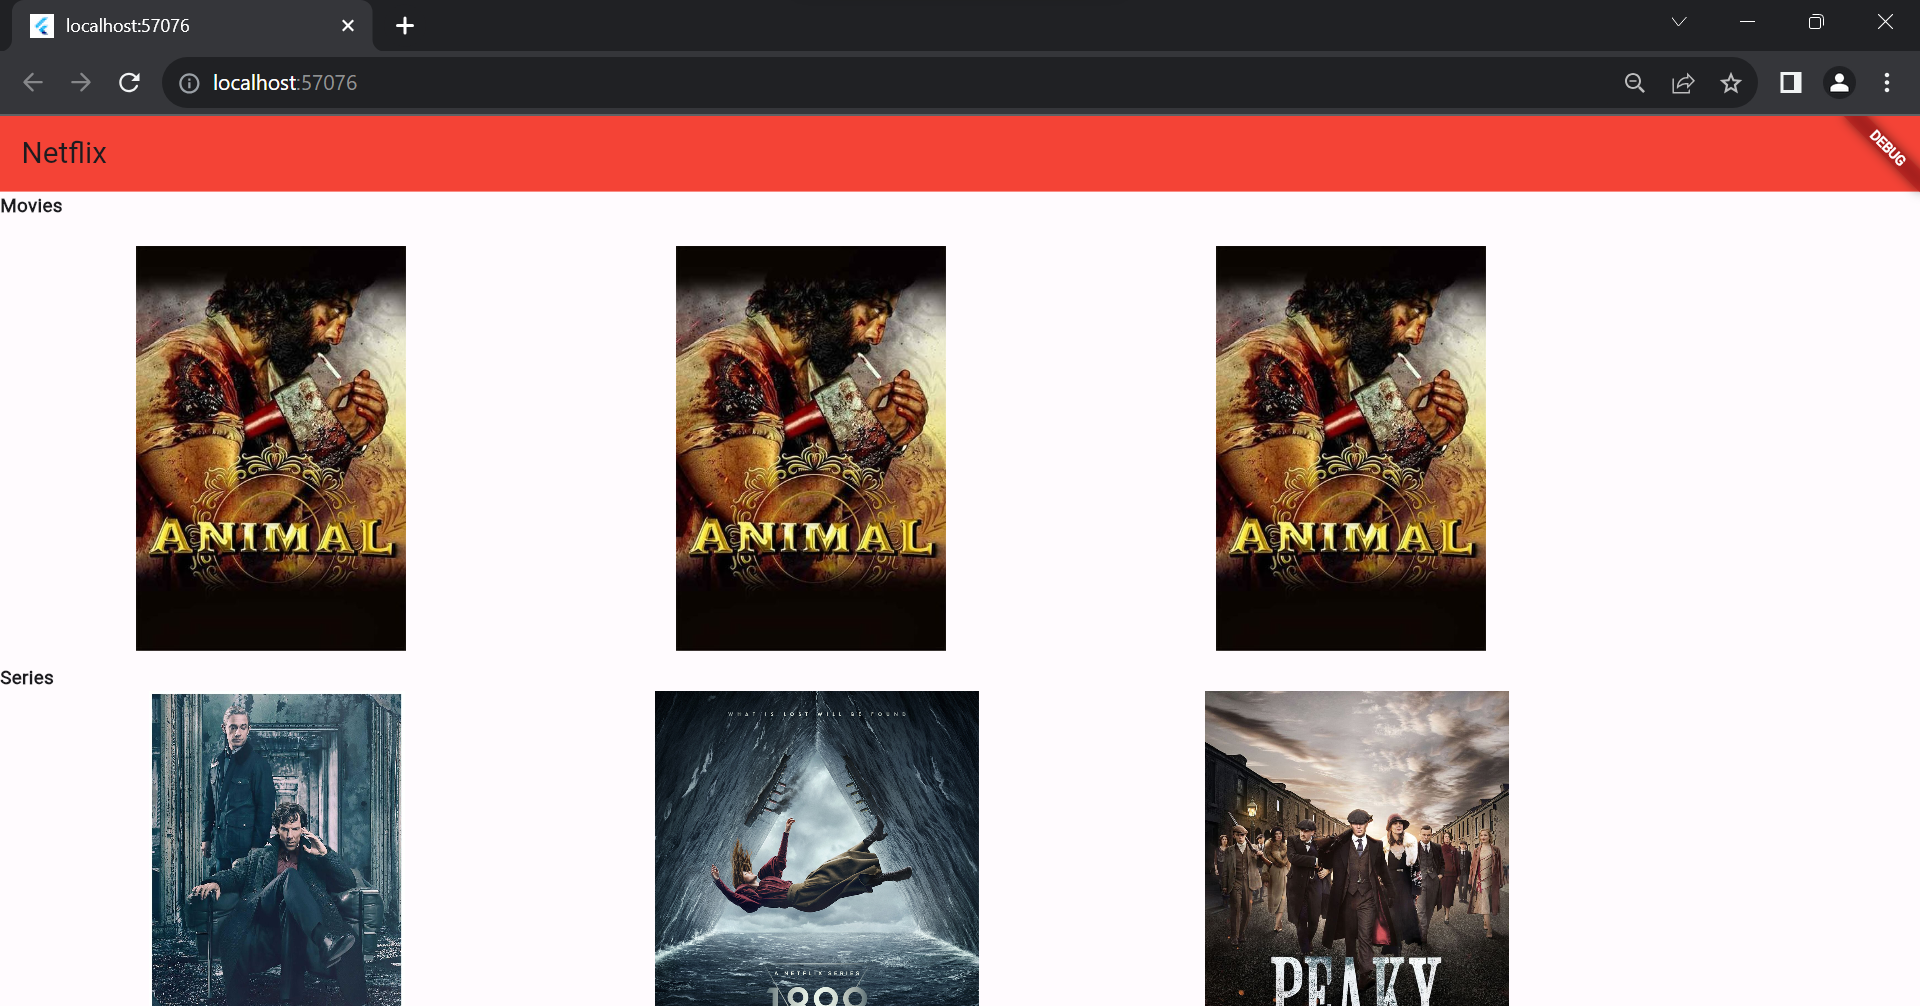 localhost:57076
localhost:57076
Netflix
DEBUG
Movies
ANIMAL
ANIMAL
ANIMAL
Series
WHAT IS LOST WILL BE FOUND
A NETFLIX SERIES
1899
PEAKY